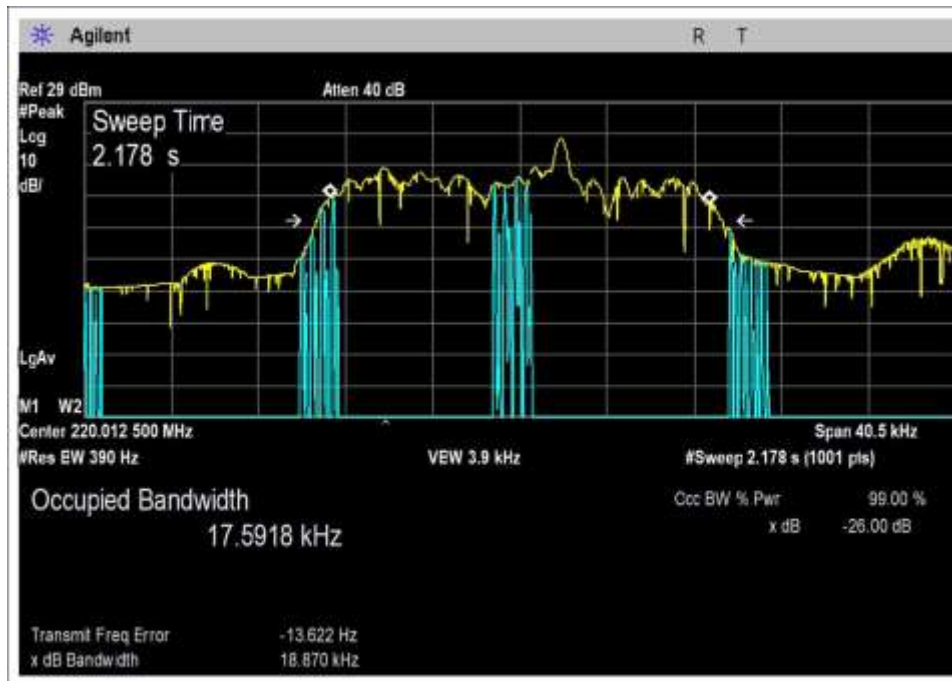 Agilent R T
Ref 29 dBm Atten 40 dB
#Peak
Log
10
dB/
Sweep Time
2.178 s
LgAv
M1 W2
Center 220.012 500 MHz Span 40.5 kHz
#Res EW 390 Hz VEW 3.9 kHz #Sweep 2.178 s (1001 pts)
Occupied Bandwidth Occ BW % Pwr 99.00 %
17.5918 kHz x dB -26.00 dB
Transmit Freq Error -13.622 Hz
x dB Bandwidth 18.870 kHz